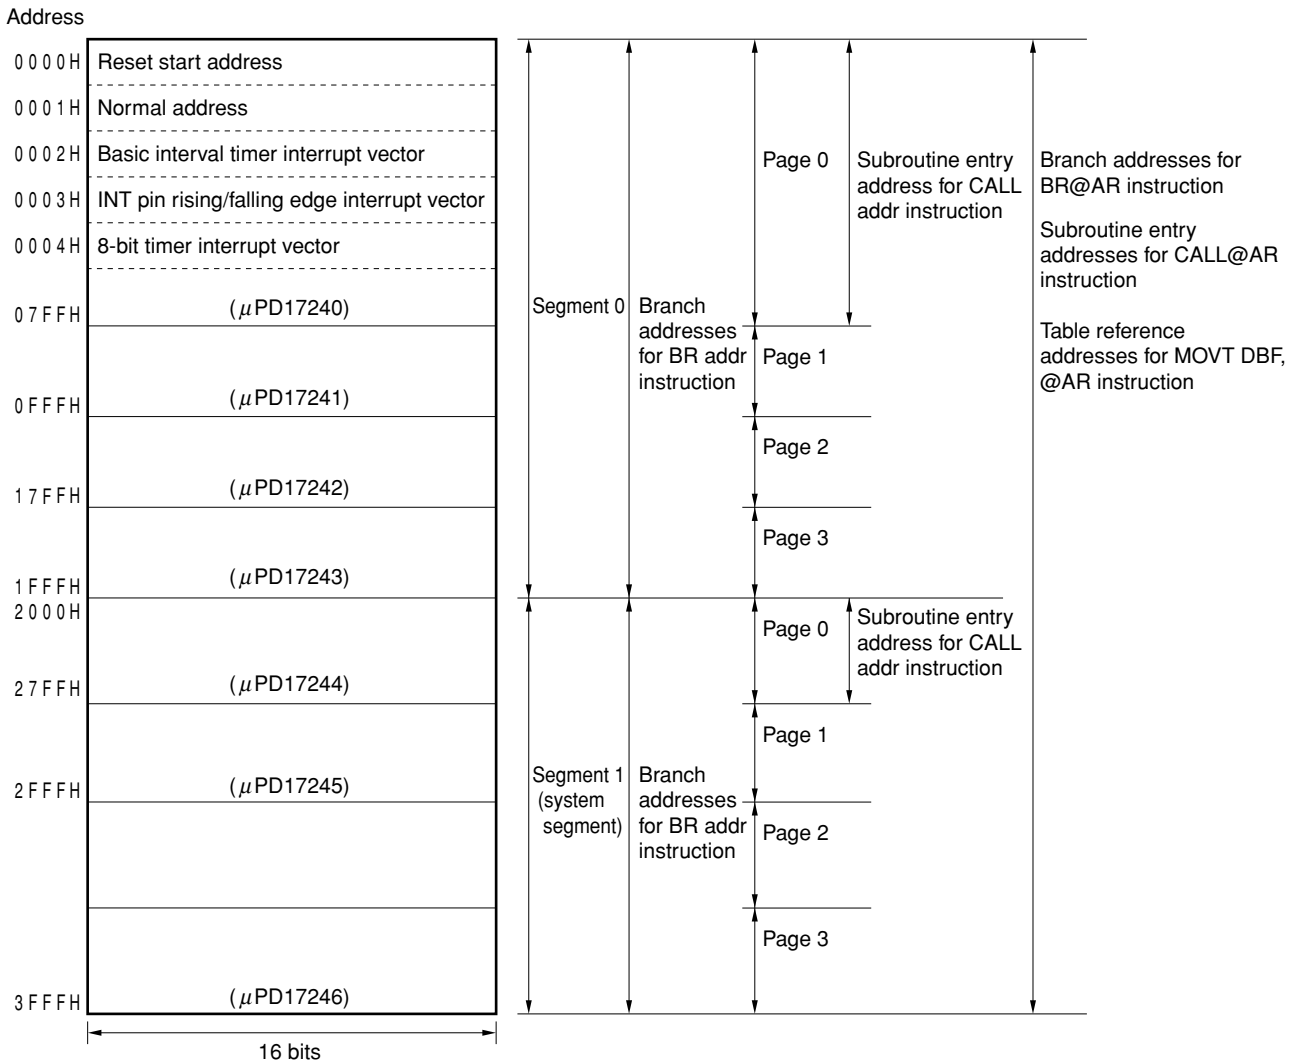 Address
0000H Reset start address
0001H Normal address
0002H Basic interval timer interrupt vector
0003H INT pin rising/falling edge interrupt vector
0004H 8-bit timer interrupt vector
07FFH (μPD17240)
0FFFH (μPD17241)
17FFH (μPD17242)
1FFFH (μPD17243)
2000H
27FFH (μPD17244)
2FFFH (μPD17245)
3FFFH (μPD17246)
16 bits
Segment 0
Branch
addresses
for BR addr
instruction
Page 0
Page 1
Page 2
Page 3
Subroutine entry
address for CALL
addr instruction
Segment 1
(system
segment)
Branch
addresses
for BR addr
instruction
Page 0
Page 1
Page 2
Page 3
Subroutine entry
address for CALL
addr instruction
Branch addresses for
BR@AR instruction
Subroutine entry
addresses for CALL@AR
instruction
Table reference
addresses for MOVT DBF,
@AR instruction